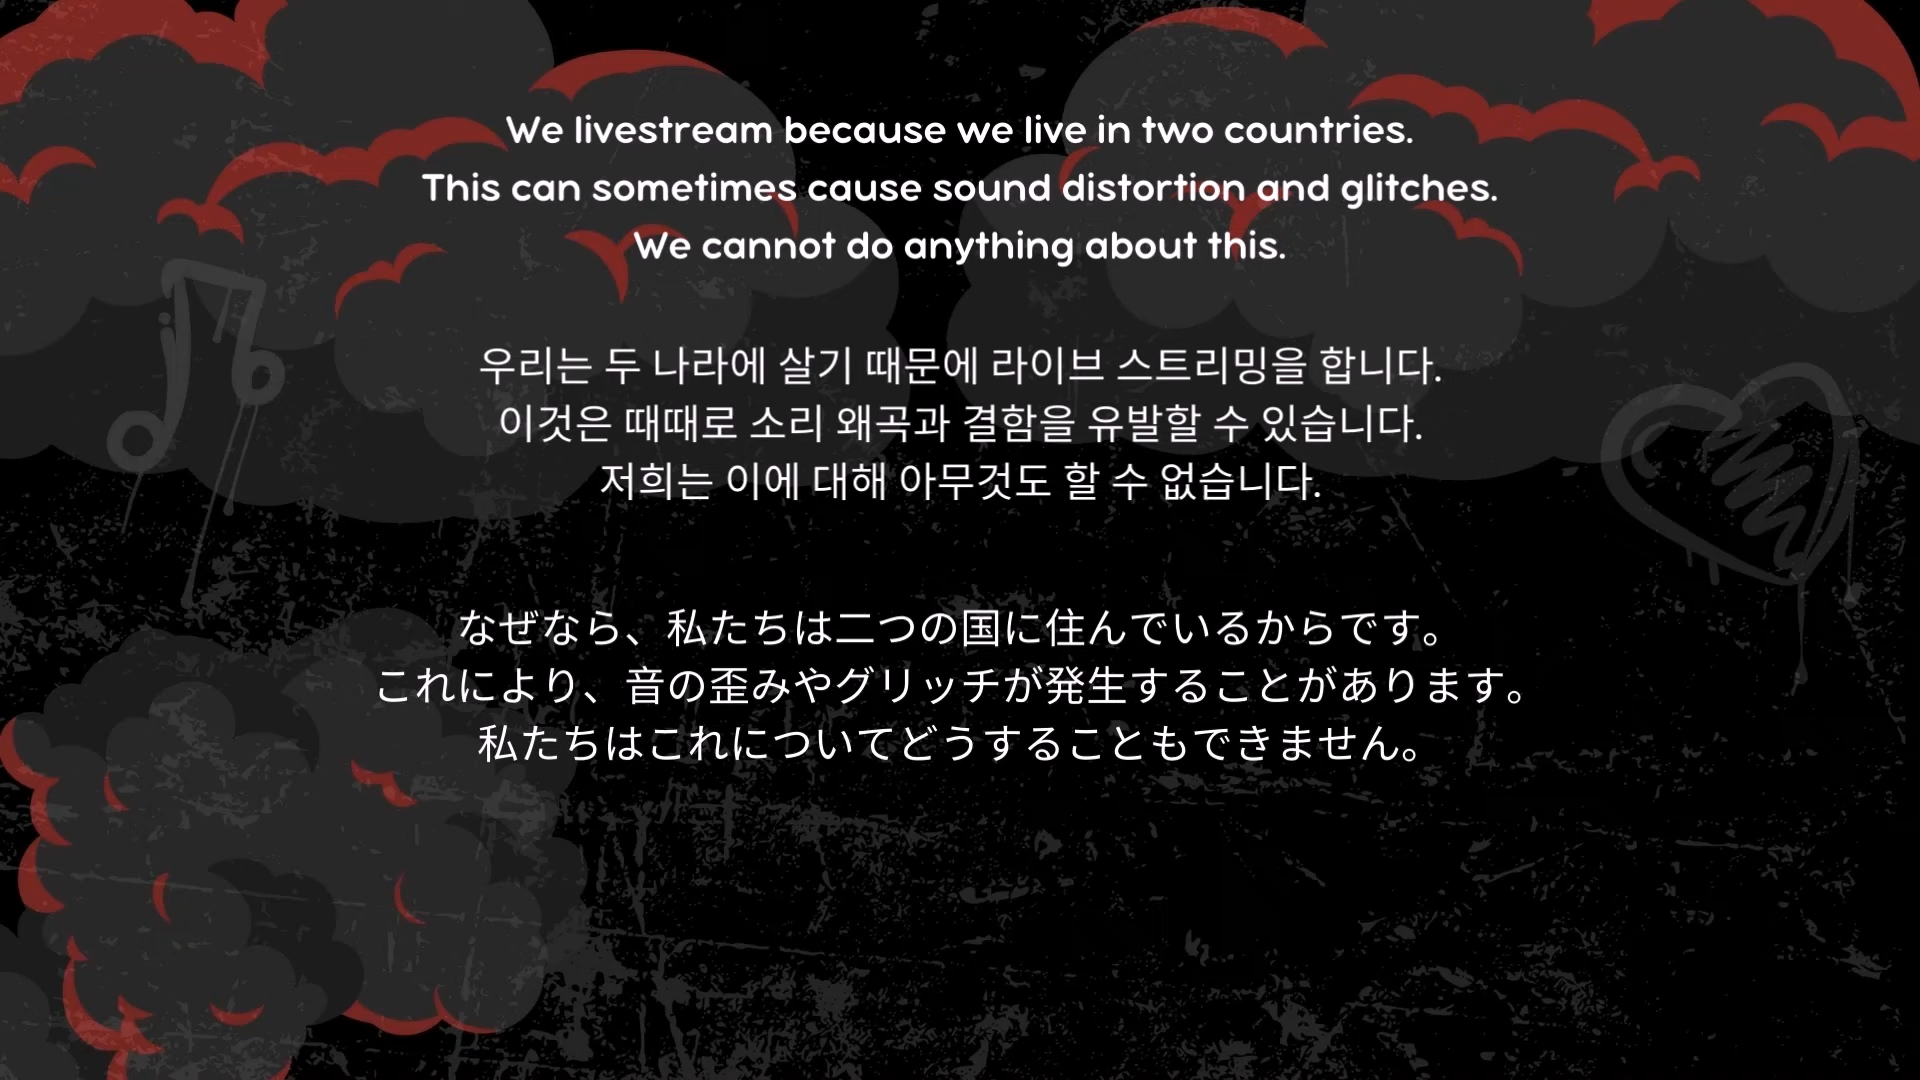 We livestream because we live in two countries.
This can sometimes cause sound distortion and glitches.
We cannot do anything about this.
우리는 두 나라에 살기 때문에 라이브 스트리밍을 합니다.
이것은 때때로 소리 왜곡과 결함을 유발할 수 있습니다.
저희는 이에 대해 아무것도 할 수 없습니다.
なぜなら、私たちは二つの国に住んでいるからです。
これにより、音の歪みやグリッチが発生することがあります。
私たちはこれについてどうすることもできません。